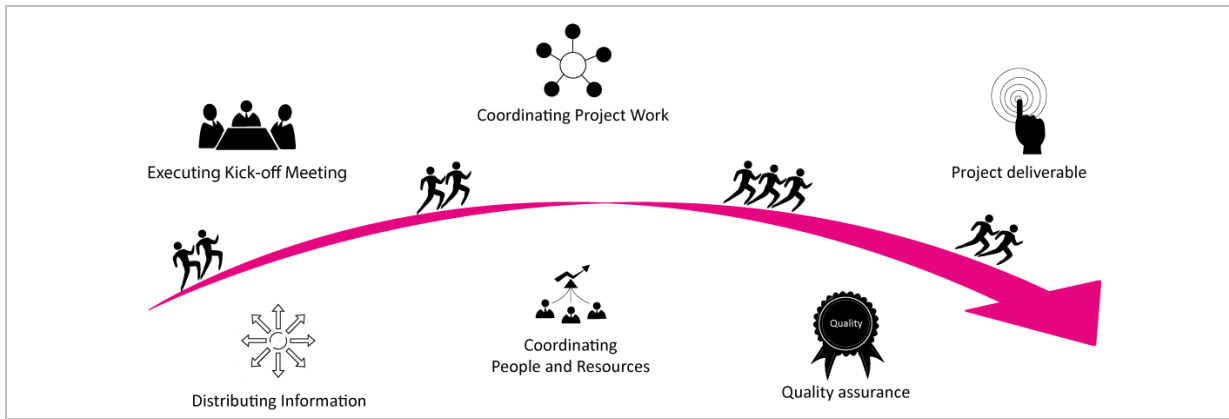 Coordinating Project Work
Executing Kick-off Meeting
Project deliverable
Quality
Coordinating
People and Resources
Quality assurance
Distributing Information